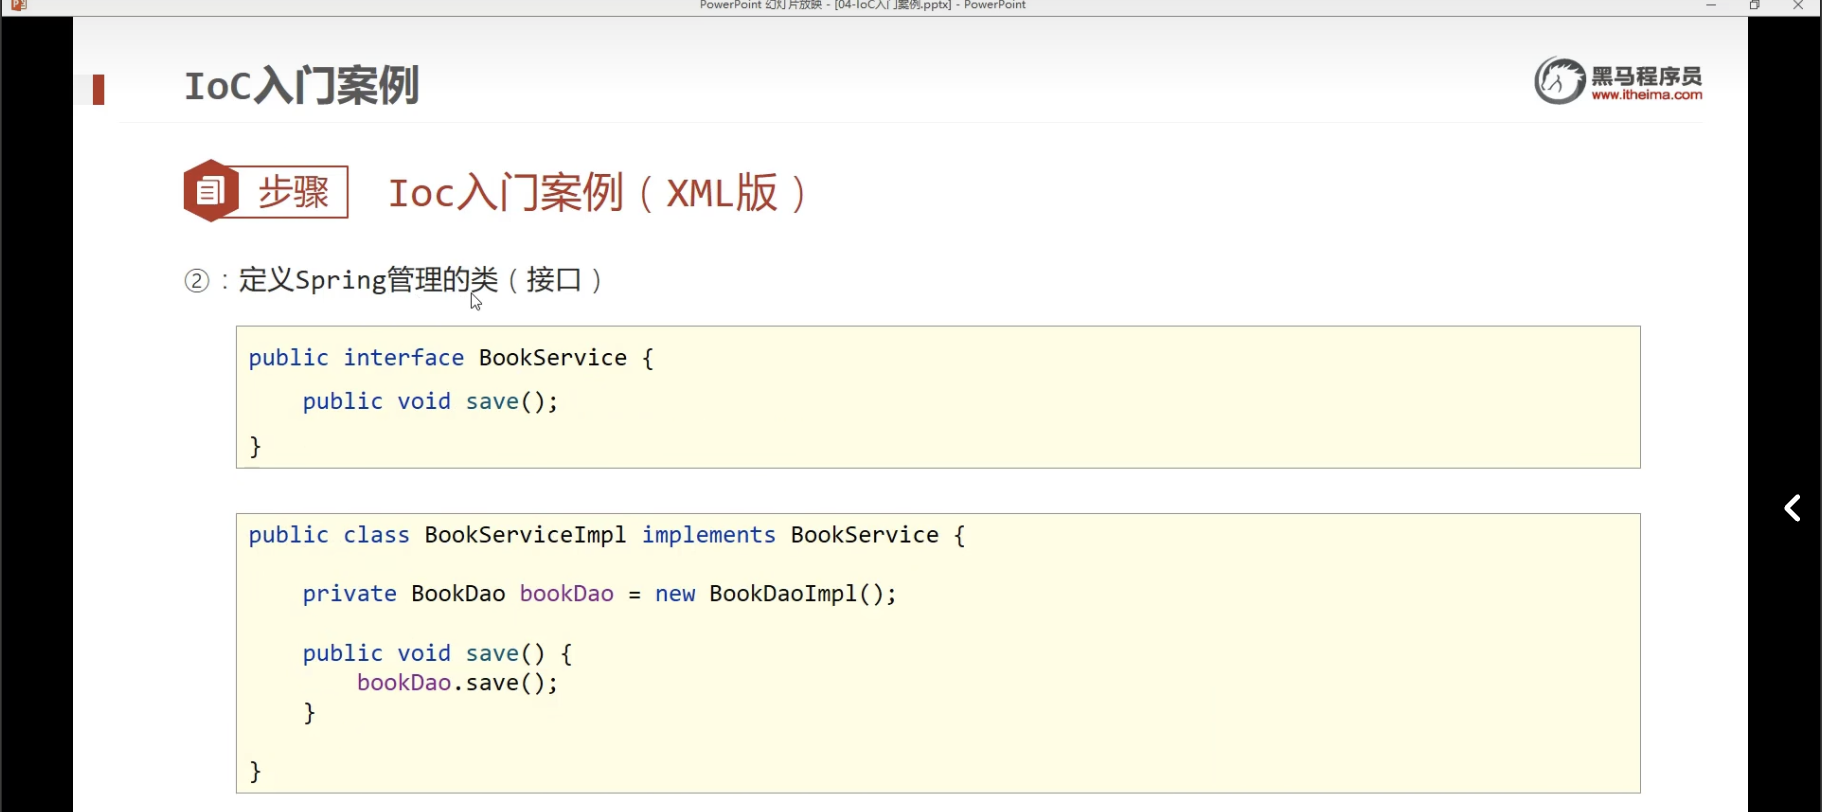 PowerPoint 幻灯片放映 - [04-IoC入门案例.pptx] - PowerPoint
IoC入门案例
黑马程序员
www.itheima.com
步骤 Ioc入门案例（XML版）
②：定义Spring管理的类（接口）
public interface BookService {
public void save();
}
public class BookServiceImpl implements BookService {
private BookDao bookDao = new BookDaoImpl();
public void save() {
bookDao.save();
}
}